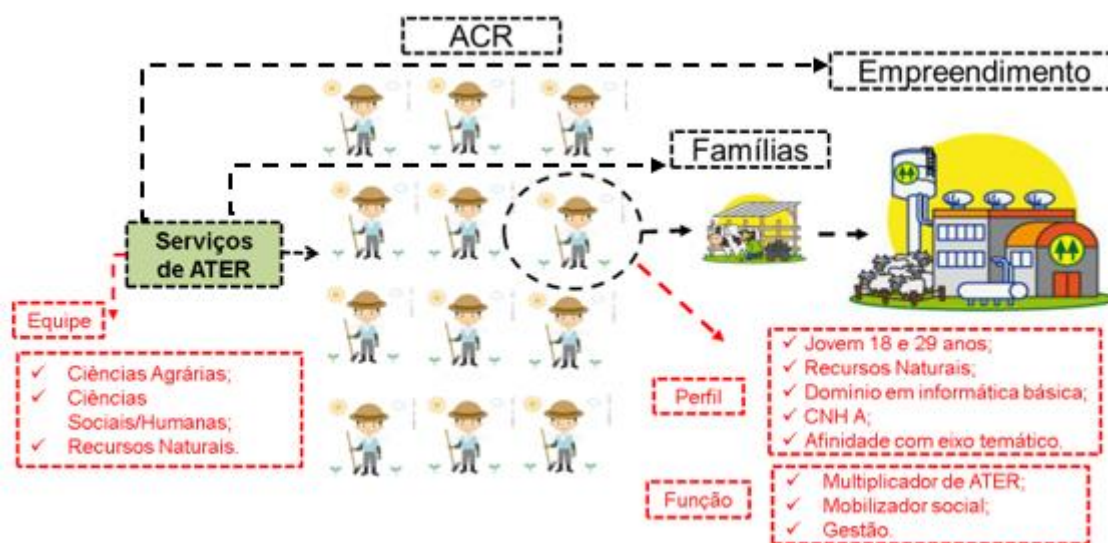 ACR
Empreendimento
Famílias
Serviços
de ATER
Equipe
✓ Ciências Agrárias;
✓ Ciências
Sociais/Humanas;
✓ Recursos Naturais.
Perfil
✓ Jovem 18 e 29 anos;
✓ Recursos Naturais;
✓ Domínio em informática básica;
✓ CNH A;
✓ Afinidade com eixo temático.
Função
✓ Multiplicador de ATER;
✓ Mobilizador social;
✓ Gestão.